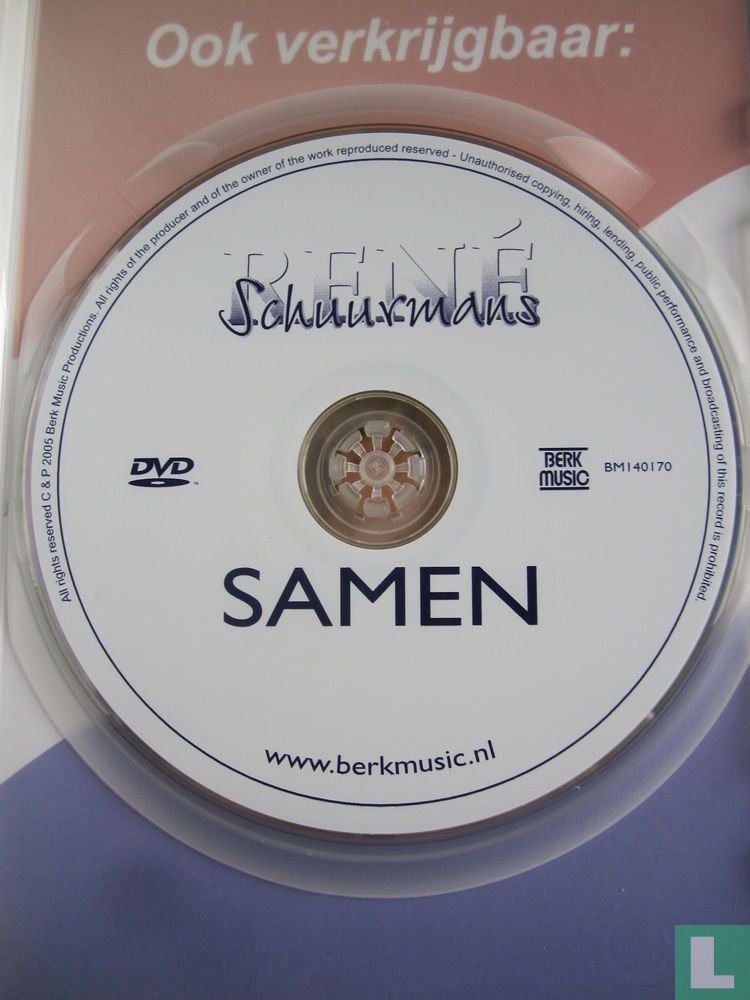 Ook verkrijgbaar:
All rights reserved C & P 2005 Berk Music Productions. All rights of the producer and of the owner of the work reproduced reserved - Unauthorised copying, hiring, lending, public performance and broadcasting of this record is prohibited.
RENÉ
Schuurmans
DVD
BERK
MUSIC
BM140170
SAMEN
www.berkmusic.nl
L